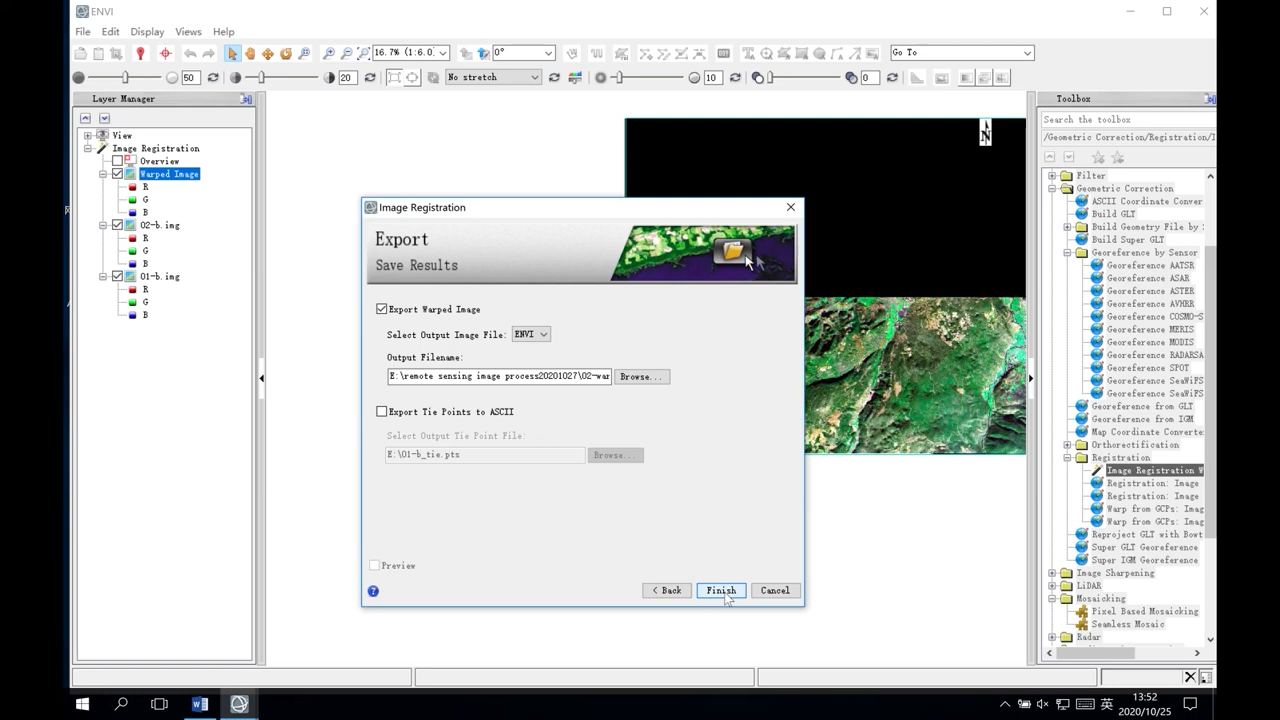 ENVI
File Edit Display Views Help
16.7% (1:6.0
0°
Go To
50
20
No stretch
10
0
Layer Manager
View
Image Registration
Overview
Warped Image
R
G
B
02-b.img
R
G
B
01-b.img
R
G
B
N
Image Registration
Export
Save Results
Export Warped Image
Select Output Image File: ENVI
Output Filename:
E:\remote sensing image process20201027\02-war
Browse...
Export Tie Points to ASCII
Select Output Tie Point File:
E:\01-b_tie.pts
Browse...
Preview
< Back
Finish
Cancel
Toolbox
Search the toolbox
/Geometric Correction/Registration/I
Filter
Geometric Correction
ASCII Coordinate Conver
Build GLT
Build Geometry File by S
Build Super GLT
Georeference by Sensor
Georeference AATSR
Georeference ASAR
Georeference ASTER
Georeference AVHRR
Georeference COSMO-S
Georeference MERIS
Georeference MODIS
Georeference RADARSA
Georeference SPOT
Georeference SeaWiFS
Georeference SeaWiFS
Georeference from GLT
Georeference from IGM
Map Coordinate Converte
Orthorectification
Registration
Image Registration W
Registration: Image
Registration: Image
Warp from GCPs: Imag
Warp from GCPs: Imag
Reproject GLT with Bowt
Super GLT Georeference
Super IGM Georeference
Image Sharpening
LiDAR
Mosaicking
Pixel Based Mosaicking
Seamless Mosaic
Radar
英
13:52
2020/10/25